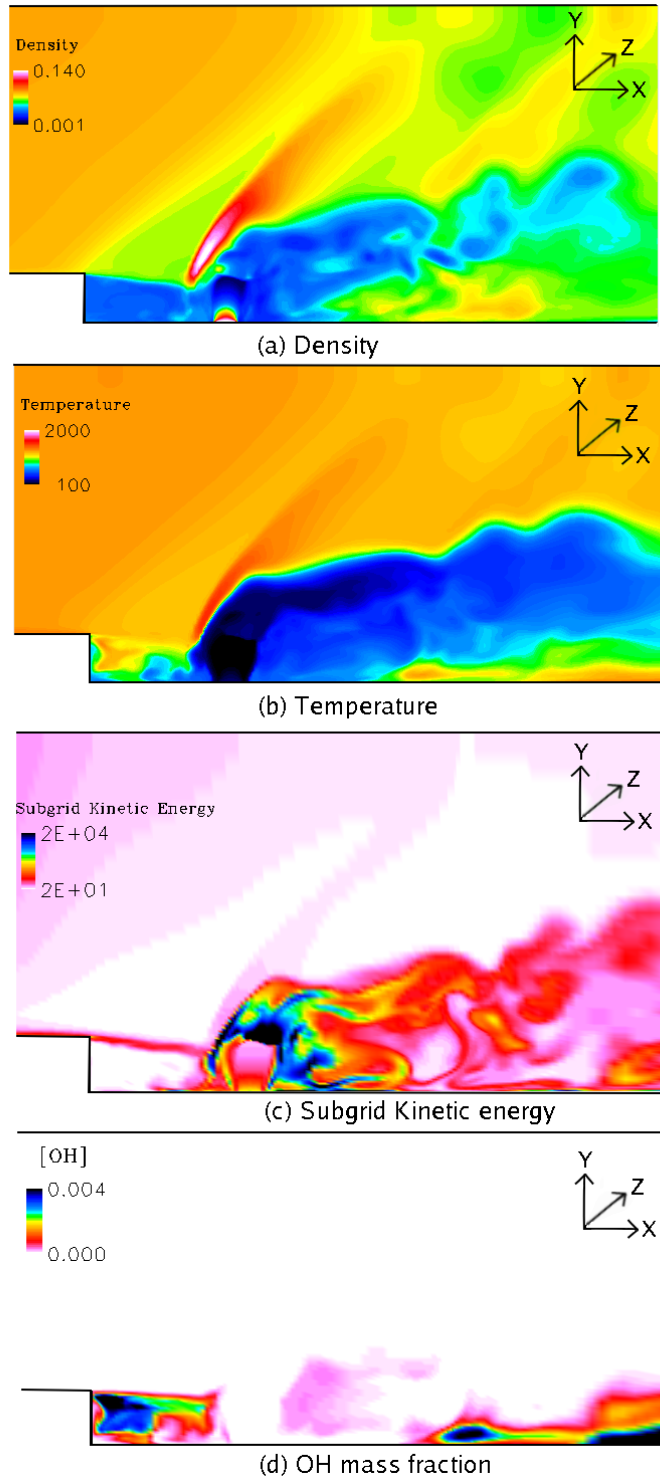 Density
0.140
0.001
Y
Z
X
(a) Density
Temperature
2000
100
Y
Z
X
(b) Temperature
Subgrid Kinetic Energy
2E+04
2E+01
Y
Z
X
(c) Subgrid Kinetic energy
[OH]
0.004
0.000
Y
Z
X
(d) OH mass fraction